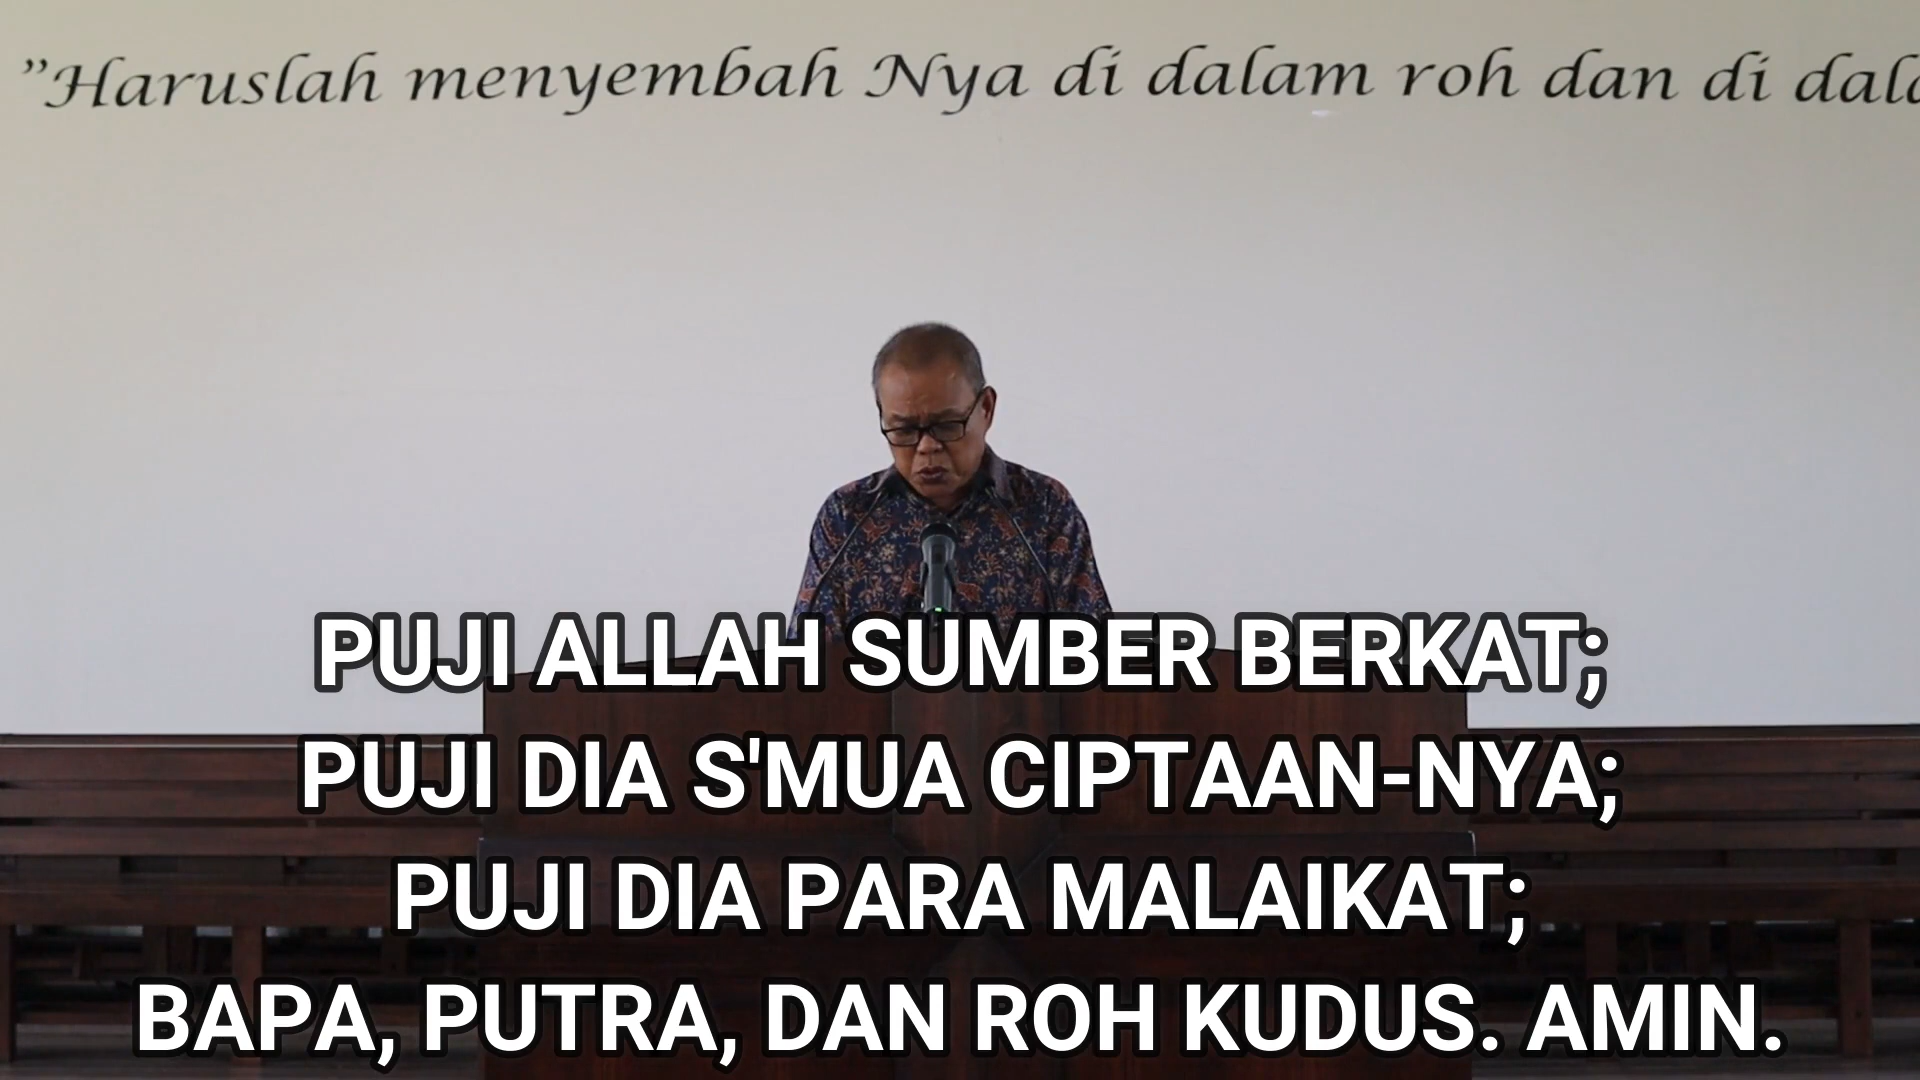 "Haruslah menyembah Nya di dalam roh dan di
PUJI ALLAH SUMBER BERKAT;
PUJI DIA S'MUA CIPTAAN-NYA;
PUJI DIA PARA MALAIKAT;
BAPA, PUTRA, DAN ROH KUDUS. AMIN.